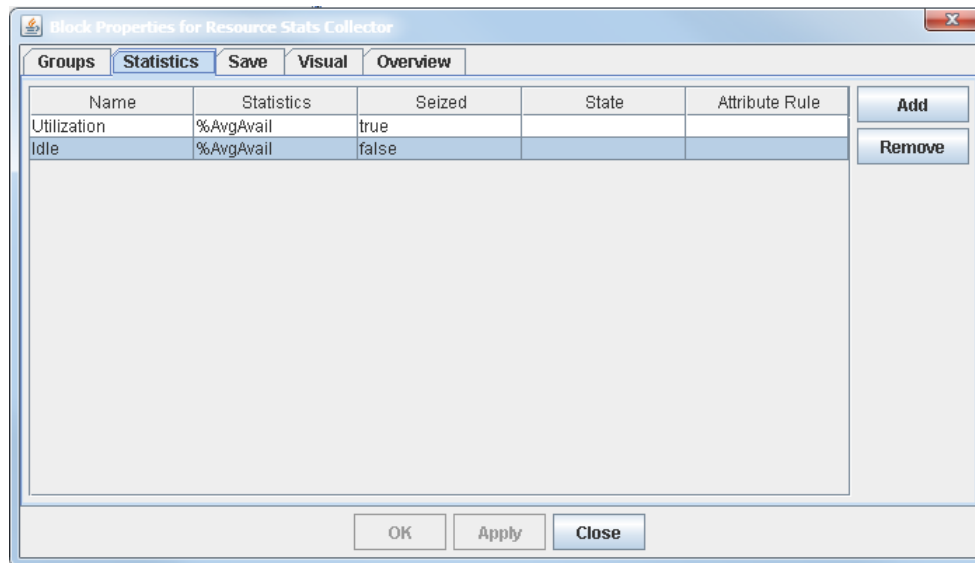 Block Properties for Resource Stats Collector
Groups Statistics Save Visual Overview
Name Statistics Seized State Attribute Rule Add
Utilization %AvgAvail true
Idle %AvgAvail false Remove
OK Apply Close